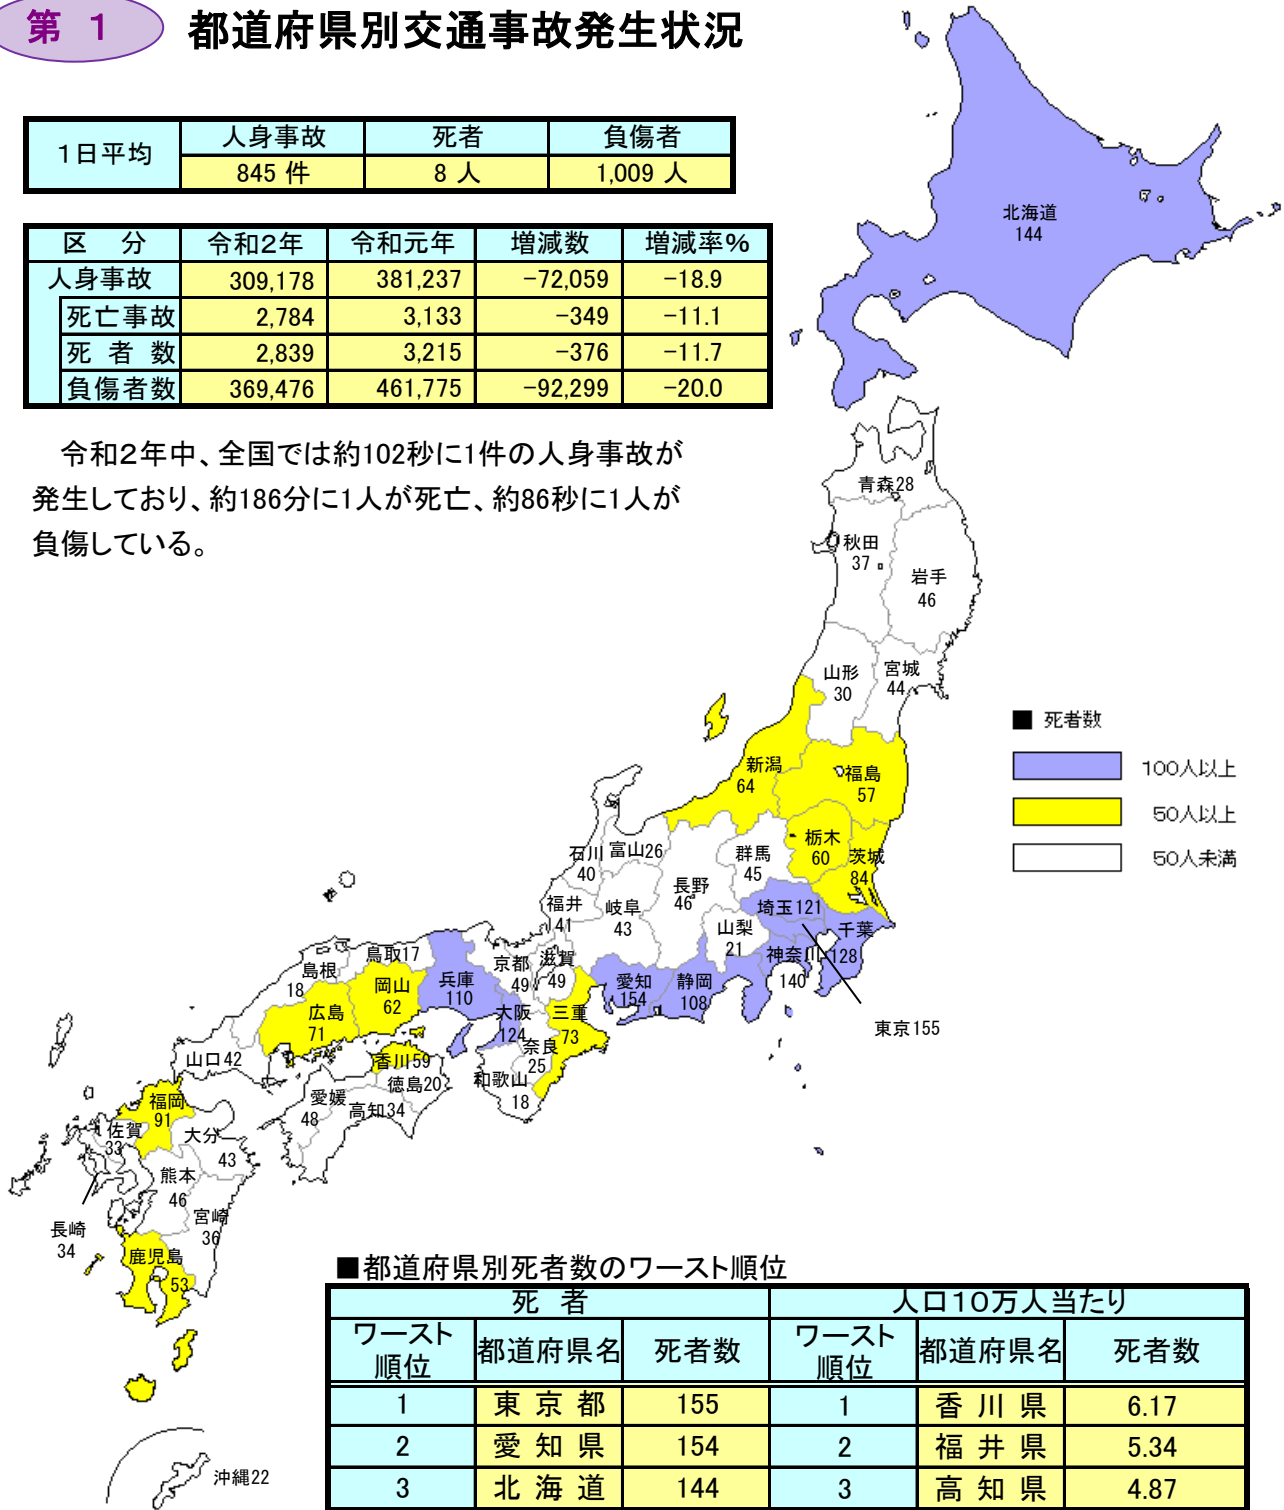 第 1
都道府県別交通事故発生状況
1日平均 人身事故 死者 負傷者
845 件 8 人 1,009 人
区 分 令和2年 令和元年 増減数 増減率%
人身事故 309,178 381,237 −72,059 −18.9
死亡事故 2,784 3,133 −349 −11.1
死 者 数 2,839 3,215 −376 −11.7
負傷者数 369,476 461,775 −92,299 −20.0
令和2年中、全国では約102秒に1件の人身事故が
発生しており、約186分に1人が死亡、約86秒に1人が
負傷している。
北海道
144
青森28
秋田
37
岩手
46
山形
30
宮城
44
■ 死者数
100人以上
50人以上
50人未満
新潟
64
福島
57
栃木
60
茨城
84
群馬
45
石川
40
富山26
長野
46
福井
41
岐阜
43
埼玉121
千葉
128
山梨
21
神奈川
140
東京155
愛知
154
静岡
108
滋賀
49
京都
49
三重
73
兵庫
110
大阪
124
奈良
25
和歌山
18
鳥取17
島根
18
岡山
62
広島
71
山口42
香川59
徳島20
愛媛
48
高知34
福岡
91
佐賀
33
大分
43
熊本
46
宮崎
36
長崎
34
鹿児島
53
沖縄22
■都道府県別死者数のワースト順位
死 者 人口10万人当たり
ワースト順位 都道府県名 死者数 ワースト順位 都道府県名 死者数
1 東 京 都 155 1 香 川 県 6.17
2 愛 知 県 154 2 福 井 県 5.34
3 北 海 道 144 3 高 知 県 4.87